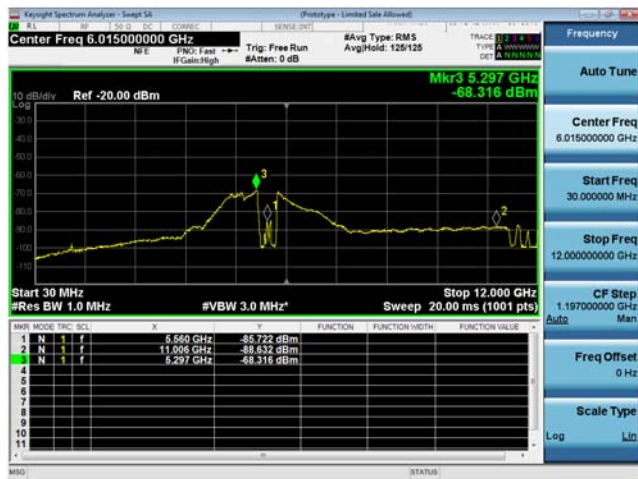 Keysight Spectrum Analyzer - Swept SA
(Prototype - Limited Sale Allowed)
RL RF 50 Ω DC CORREC SENSE:INT
Center Freq 6.015000000 GHz
NFE PNO: Fast IFGain:High
Trig: Free Run
#Atten: 0 dB
#Avg Type: RMS
Avg|Hold: 125/125
TRACE 1 2 3 4 5 6
TYPE A W W W W W
DET A N N N N N
Mkr3 5.297 GHz
-68.316 dBm
10 dB/div Ref -20.00 dBm
Log
-30.0
-40.0
-50.0
-60.0
-70.0
-80.0
-90.0
-100
-110
3
1
2
Start 30 MHz Stop 12.000 GHz
#Res BW 1.0 MHz #VBW 3.0 MHz* Sweep 20.00 ms (1001 pts)
MKR MODE TRC SCL X Y FUNCTION FUNCTION WIDTH FUNCTION VALUE
1 N 1 f 5.560 GHz -85.722 dBm
2 N 1 f 11.006 GHz -88.632 dBm
3 N 1 f 5.297 GHz -68.316 dBm
4
5
6
7
8
9
10
11
MSG STATUS
Frequency
Auto Tune
Center Freq
6.015000000 GHz
Start Freq
30.000000 MHz
Stop Freq
12.000000000 GHz
CF Step
1.197000000 GHz
Auto Man
Freq Offset
0 Hz
Scale Type
Log Lin